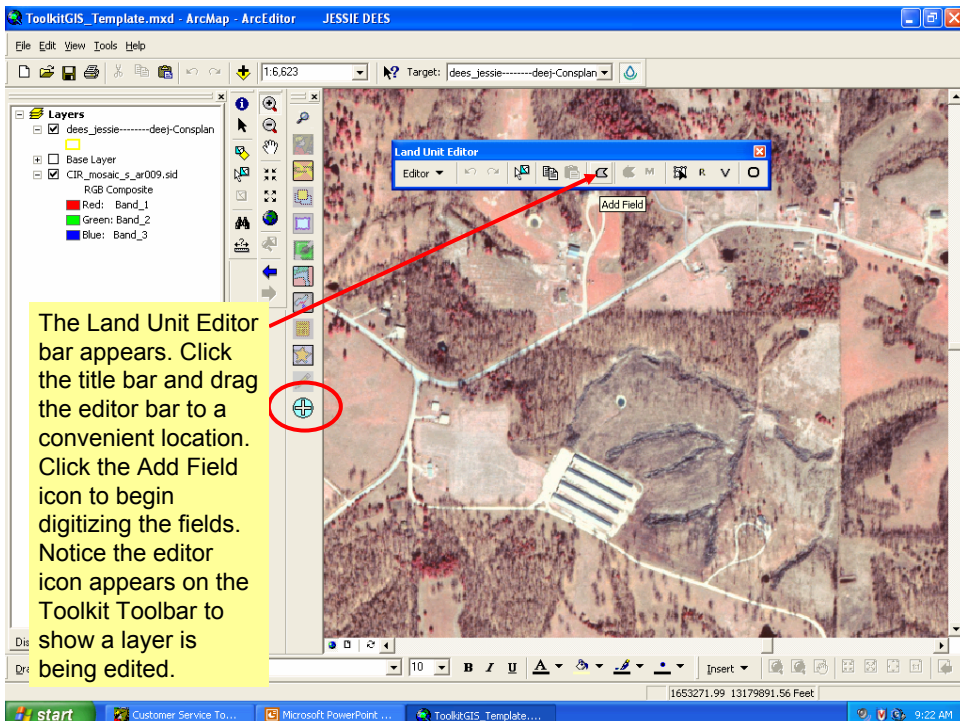 ToolkitGIS_Template.mxd - ArcMap - ArcEditor JESSIE DEES
File Edit View Tools Help
1:6,623
Target: dees_jessie--------deej-Consplan
Layers
dees_jessie--------deej-Consplan
Base Layer
CIR_mosaic_s_ar009.sid
RGB Composite
Red: Band_1
Green: Band_2
Blue: Band_3
Land Unit Editor
Editor
M R V
Add Field
The Land Unit Editor
bar appears. Click
the title bar and drag
the editor bar to a
convenient location.
Click the Add Field
icon to begin
digitizing the fields.
Notice the editor
icon appears on the
Toolkit Toolbar to
show a layer is
being edited.
10 B I U A Insert
1653271.99 13179891.56 Feet
start Customer Service To... Microsoft PowerPoint ... ToolkitGIS_Template.... 9:22 AM